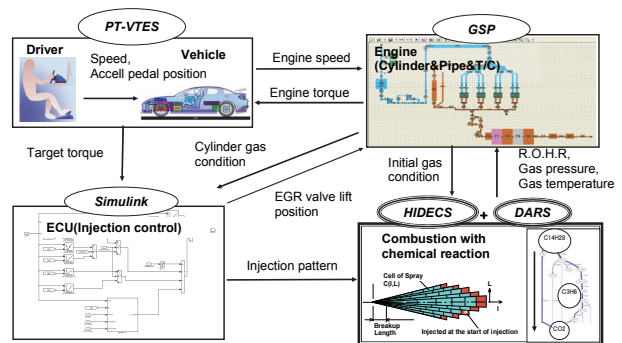 PT-VTES
GSP
Driver
Vehicle
Speed,
Accell pedal position
Engine speed
Engine torque
Engine
(Cylinder&Pipe&T/C)
Target torque
Cylinder gas
condition
EGR valve lift
position
Initial gas
condition
R.O.H.R,
Gas pressure,
Gas temperature
Simulink
ECU(Injection control)
Injection pattern
HIDECS
+
DARS
Combustion with
chemical reaction
Cell of Spray
C(I,L)
L
I
Breakup
Length
Injected at the start of injection
C14H28
C3H6
CO2